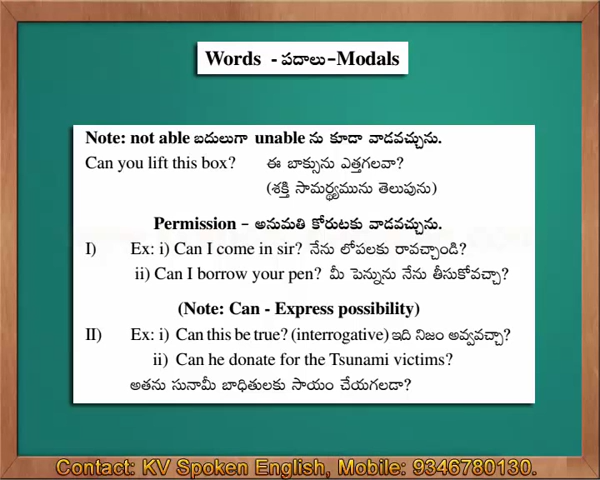 Words - పదాలు-Modals
Note: not able బదులుగా unable ను కూడా వాడవచ్చును.
Can you lift this box? ఈ బాక్సును ఎత్తగలవా?
(శక్తి సామర్థ్యమును తెలుపును)
Permission - అనుమతి కోరుటకు వాడవచ్చును.
I) Ex: i) Can I come in sir? నేను లోపలకు రావచ్చాండి?
ii) Can I borrow your pen? మీ పెన్నును నేను తీసుకోవచ్చా?
(Note: Can - Express possibility)
II) Ex: i) Can this be true? (interrogative) ఇది నిజం అవ్వవచ్చా?
ii) Can he donate for the Tsunami victims?
అతను సునామీ బాధితులకు సాయం చేయగలడా?
Contact: KV Spoken English, Mobile: 9346780130.